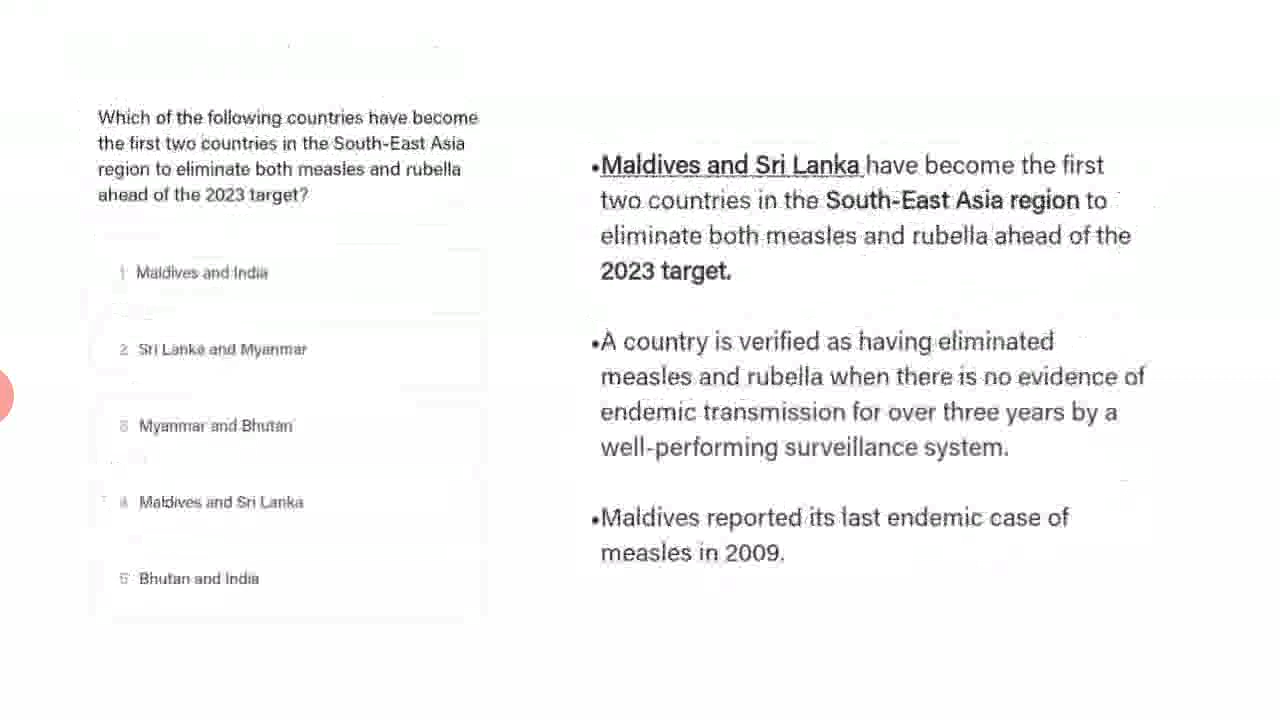 Which of the following countries have become
the first two countries in the South-East Asia
region to eliminate both measles and rubella
ahead of the 2023 target?
1 Maldives and India
2 Sri Lanka and Myanmar
3 Myanmar and Bhutan
4 Maldives and Sri Lanka
5 Bhutan and India
•Maldives and Sri Lanka have become the first
two countries in the South-East Asia region to
eliminate both measles and rubella ahead of the
2023 target.
•A country is verified as having eliminated
measles and rubella when there is no evidence of
endemic transmission for over three years by a
well-performing surveillance system.
•Maldives reported its last endemic case of
measles in 2009.